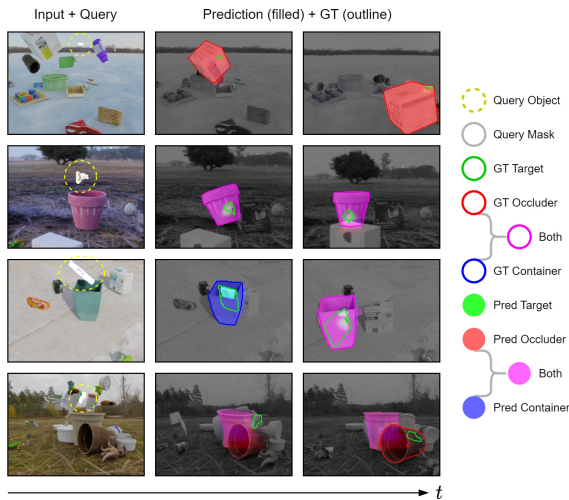 Input + Query
Prediction (filled) + GT (outline)
Query Object
Query Mask
GT Target
GT Occluder
Both
GT Container
Pred Target
Pred Occluder
Both
Pred Container
t